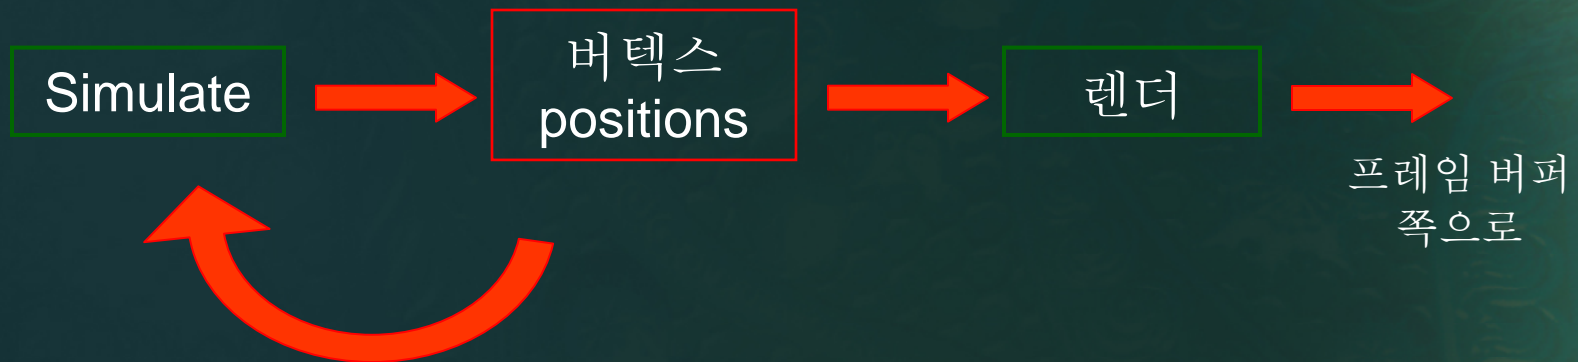 Simulate
버텍스
positions
렌더
프레임 버퍼
쪽으로